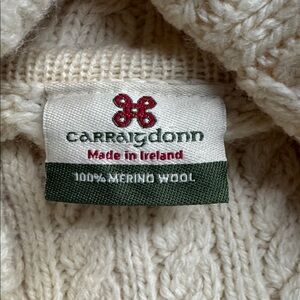 carraigdonn
Made in Ireland
100% MERINO WOOL